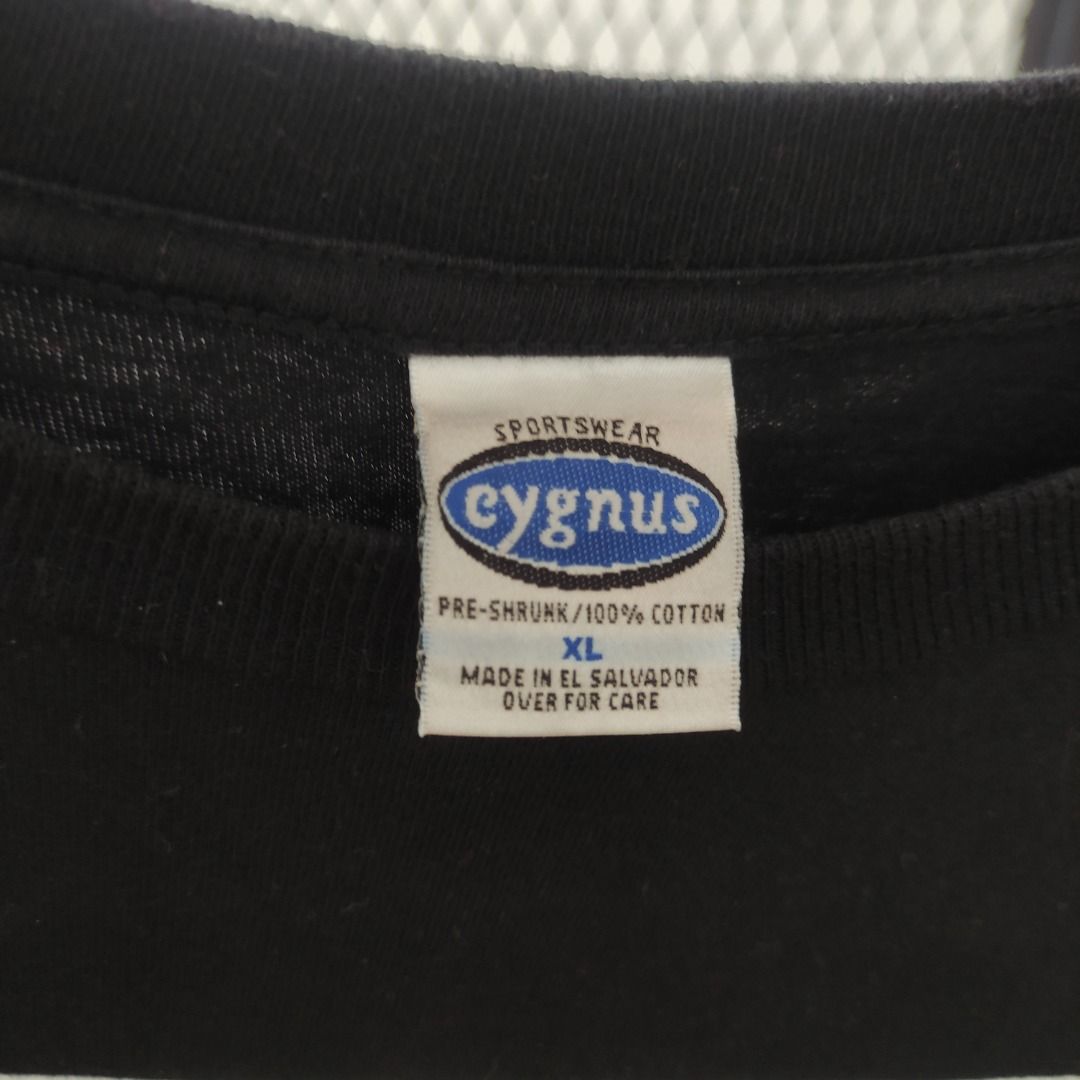 SPORTSWEAR
cygnus
PRE-SHRUNK/100% COTTON
XL
MADE IN EL SALVADOR
OVER FOR CARE